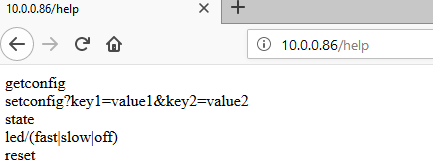 10.0.0.86/help
10.0.0.86/help
getconfig
setconfig?key1=value1&key2=value2
state
led/(fast|slow|off)
reset